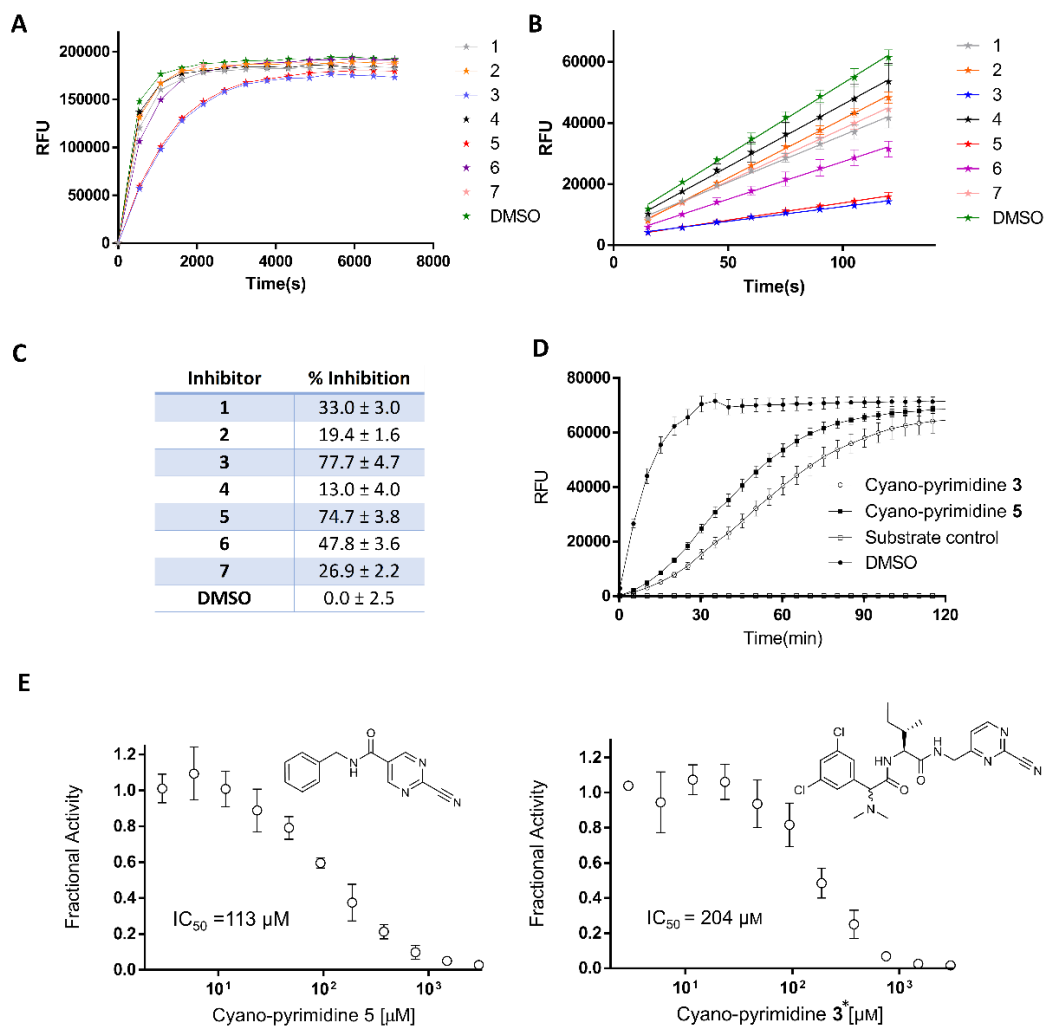 A
200000
150000
100000
50000
0
RFU
0 2000 4000 6000 8000
Time(s)
1
2
3
4
5
6
7
DMSO
B
60000
40000
20000
0
RFU
0 50 100
Time(s)
1
2
3
4
5
6
7
DMSO
C
Inhibitor % Inhibition
1 33.0 ± 3.0
2 19.4 ± 1.6
3 77.7 ± 4.7
4 13.0 ± 4.0
5 74.7 ± 3.8
6 47.8 ± 3.6
7 26.9 ± 2.2
DMSO 0.0 ± 2.5
D
80000
60000
40000
20000
0
RFU
Cyano-pyrimidine 3
Cyano-pyrimidine 5
Substrate control
DMSO
0 30 60 90 120
Time(min)
E
1.2
1.0
0.8
0.6
0.4
0.2
0.0
Fractional Activity
O
N
H
N
N
N
IC50 =113 µM
10¹ 10² 10³
Cyano-pyrimidine 5 [µM]
1.2
1.0
0.8
0.6
0.4
0.2
0.0
Fractional Activity
Cl
Cl
H
N
O
N
O
H
N
N
N
N
IC50 = 204 µM
10¹ 10² 10³
Cyano-pyrimidine 3*[µM]